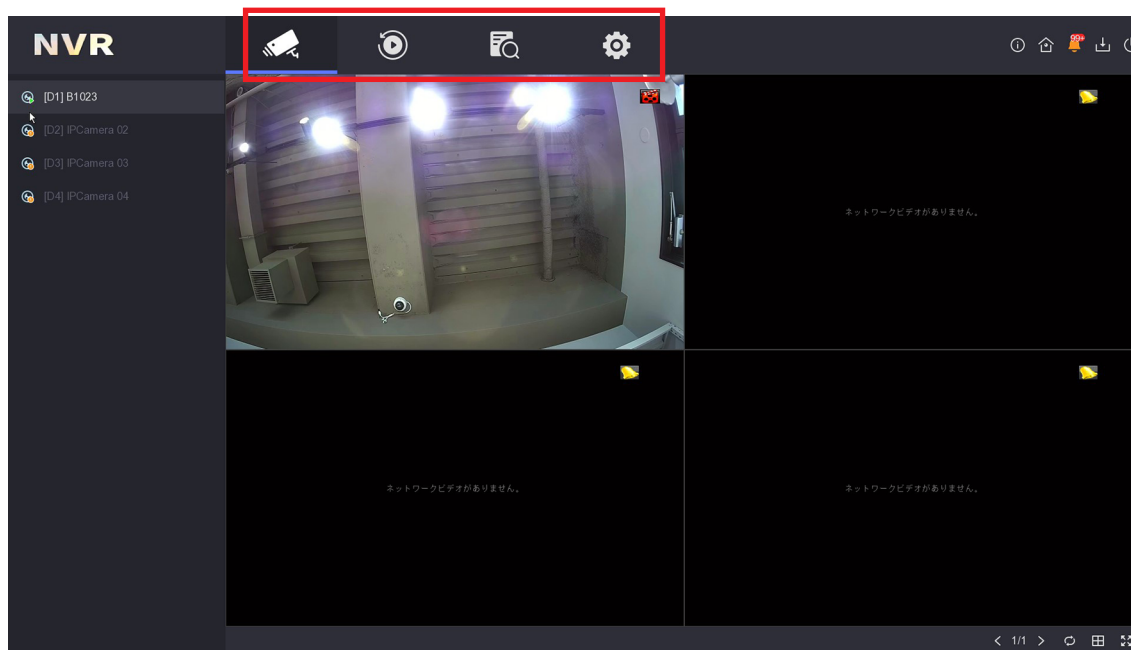 NVR
99+
[D1] B1023
[D2] IPCamera 02
[D3] IPCamera 03
[D4] IPCamera 04
ネットワークビデオがありません。
ネットワークビデオがありません。
ネットワークビデオがありません。
1/1